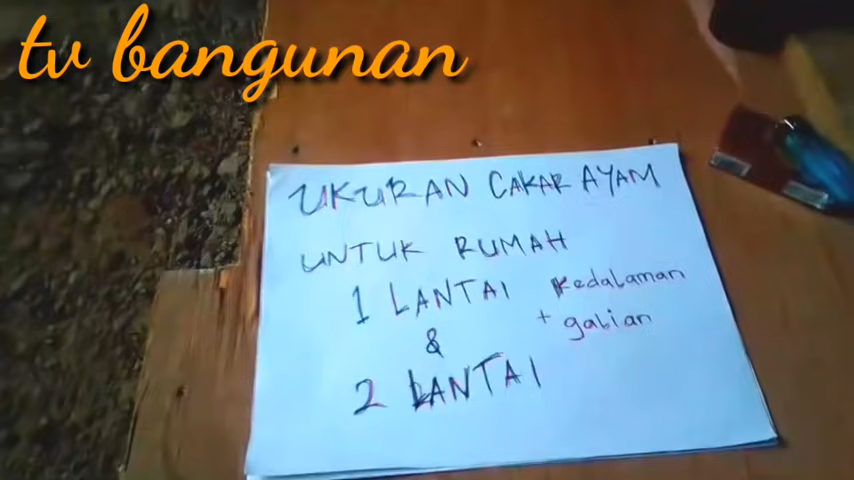 tv bangunan
UKURAN CAKAR AYAM
UNTUK RUMAH
1 LANTAI kedalaman
& + galian
2 LANTAI